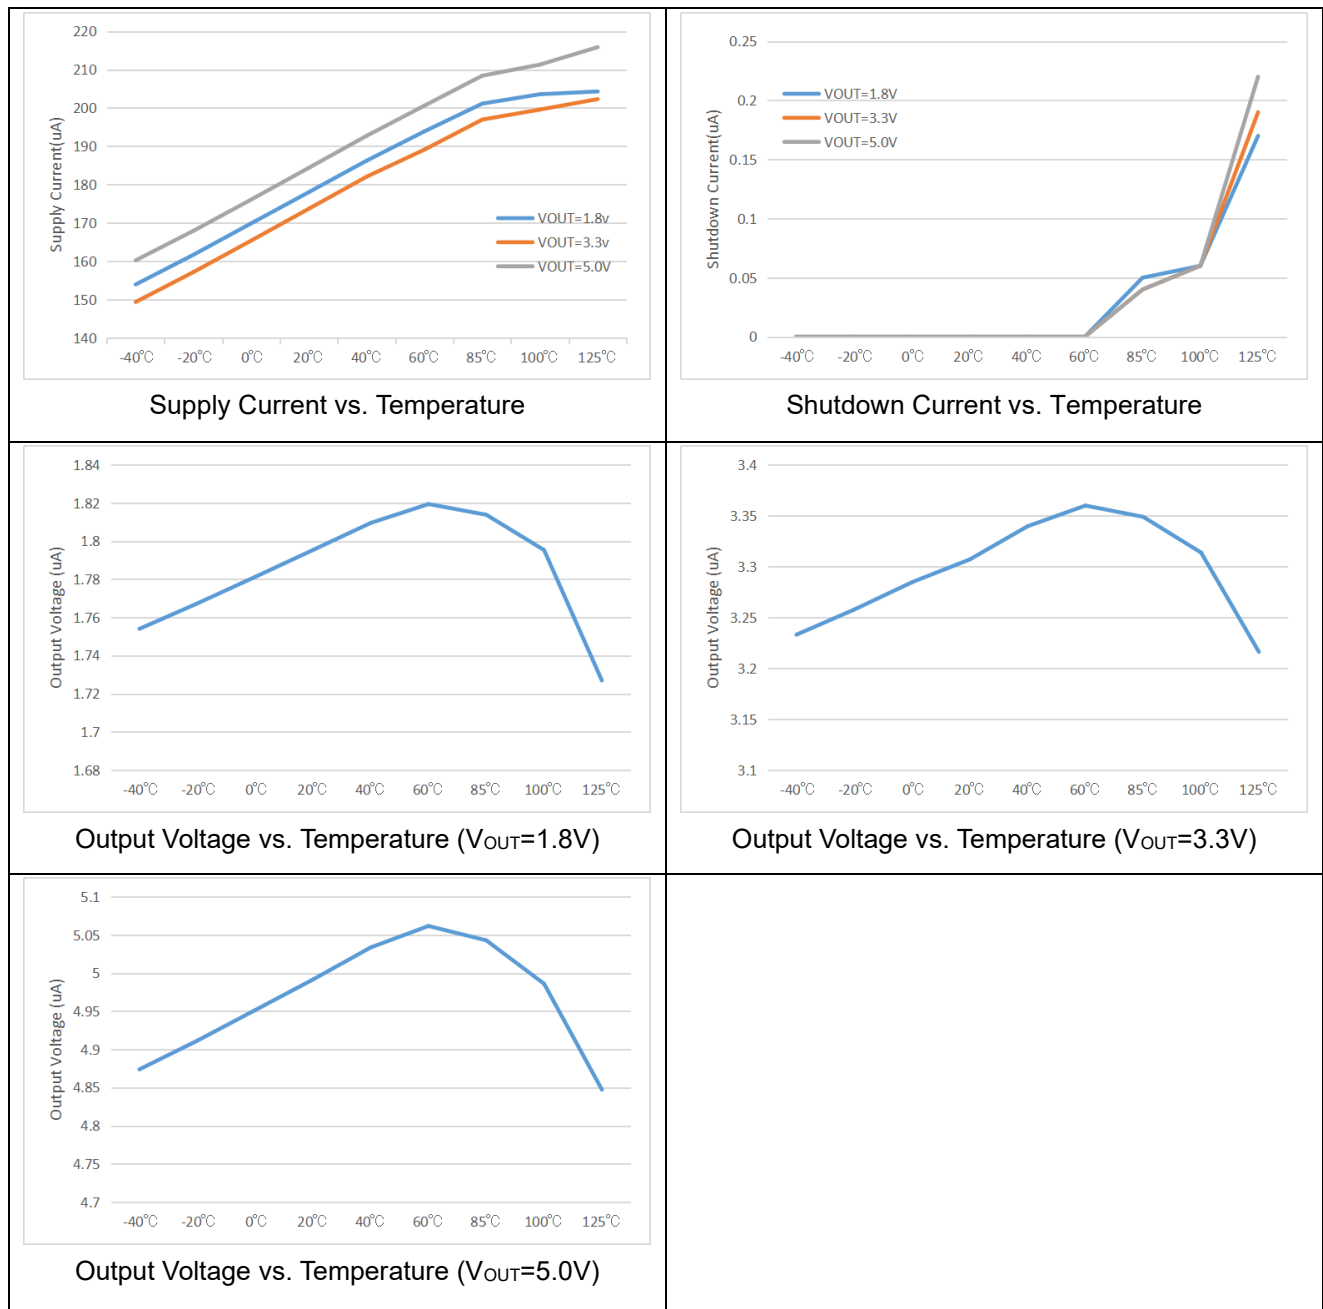 220
210
200
190
180
170
160
150
140
Supply Current(uA)
VOUT=1.8v
VOUT=3.3v
VOUT=5.0V
-40℃ -20℃ 0℃ 20℃ 40℃ 60℃ 85℃ 100℃ 125℃
Supply Current vs. Temperature
0.25
0.2
0.15
0.1
0.05
0
Shutdown Current(uA)
VOUT=1.8V
VOUT=3.3V
VOUT=5.0V
-40℃ -20℃ 0℃ 20℃ 40℃ 60℃ 85℃ 100℃ 125℃
Shutdown Current vs. Temperature
1.84
1.82
1.8
1.78
1.76
1.74
1.72
1.7
1.68
Output Voltage (uA)
-40℃ -20℃ 0℃ 20℃ 40℃ 60℃ 85℃ 100℃ 125℃
Output Voltage vs. Temperature (VOUT=1.8V)
3.4
3.35
3.3
3.25
3.2
3.15
3.1
Output Voltage (uA)
-40℃ -20℃ 0℃ 20℃ 40℃ 60℃ 85℃ 100℃ 125℃
Output Voltage vs. Temperature (VOUT=3.3V)
5.1
5.05
5
4.95
4.9
4.85
4.8
4.75
4.7
Output Voltage (uA)
-40℃ -20℃ 0℃ 20℃ 40℃ 60℃ 85℃ 100℃ 125℃
Output Voltage vs. Temperature (VOUT=5.0V)